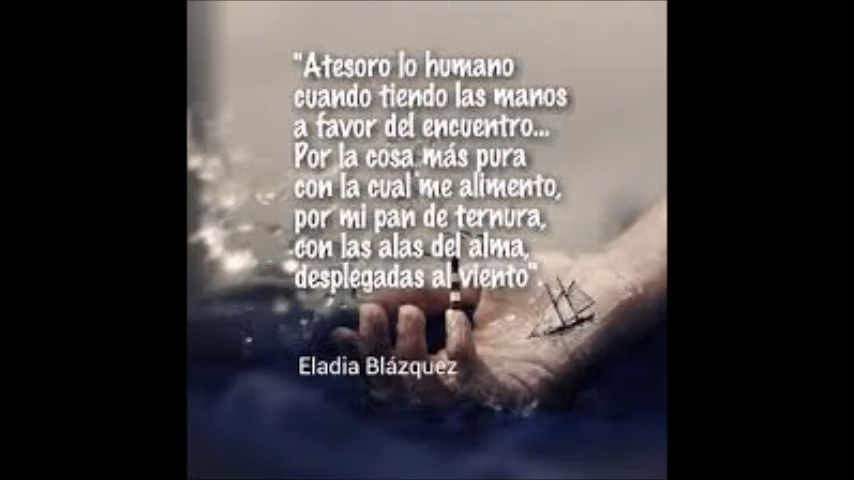 "Atesoro lo humano
cuando tiendo las manos
a favor del encuentro...
Por la cosa más pura
con la cual me alimento,
por mi pan de ternura,
con las alas del alma,
desplegadas al viento".
Eladia Blázquez